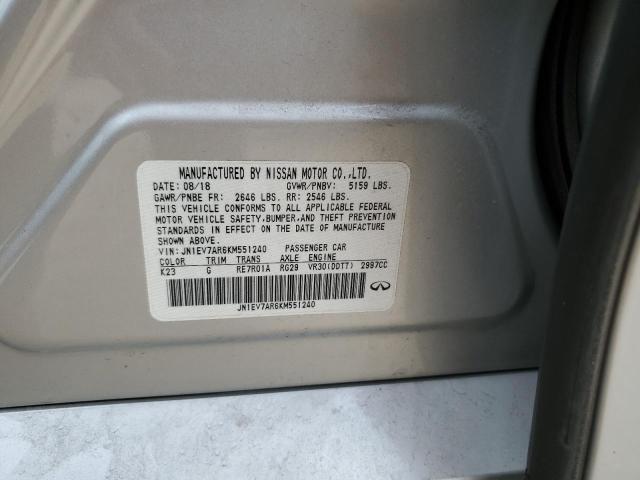 MANUFACTURED BY NISSAN MOTOR CO.,LTD.
DATE: 08/18 GVWR/PNBV: 5159 LBS.
GAWR/PNBE FR: 2646 LBS. RR: 2546 LBS.
THIS VEHICLE CONFORMS TO ALL APPLICABLE FEDERAL
MOTOR VEHICLE SAFETY,BUMPER,AND THEFT PREVENTION
STANDARDS IN EFFECT ON THE DATE OF MANUFACTURE
SHOWN ABOVE.
VIN: JN1EV7AR6KM551240 PASSENGER CAR
COLOR TRIM TRANS AXLE ENGINE
K23 G RE7R01A RG29 VR30(DDTT) 2997CC
JN1EV7AR6KM551240